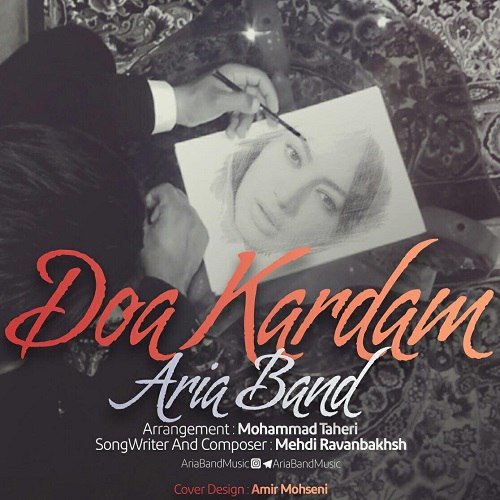 Doa Kardam
Aria Band
Arrangement : Mohammad Taheri
SongWriter And Composer : Mehdi Ravanbakhsh
AriaBandMusic AriaBandMusic
Cover Design : Amir Mohseni